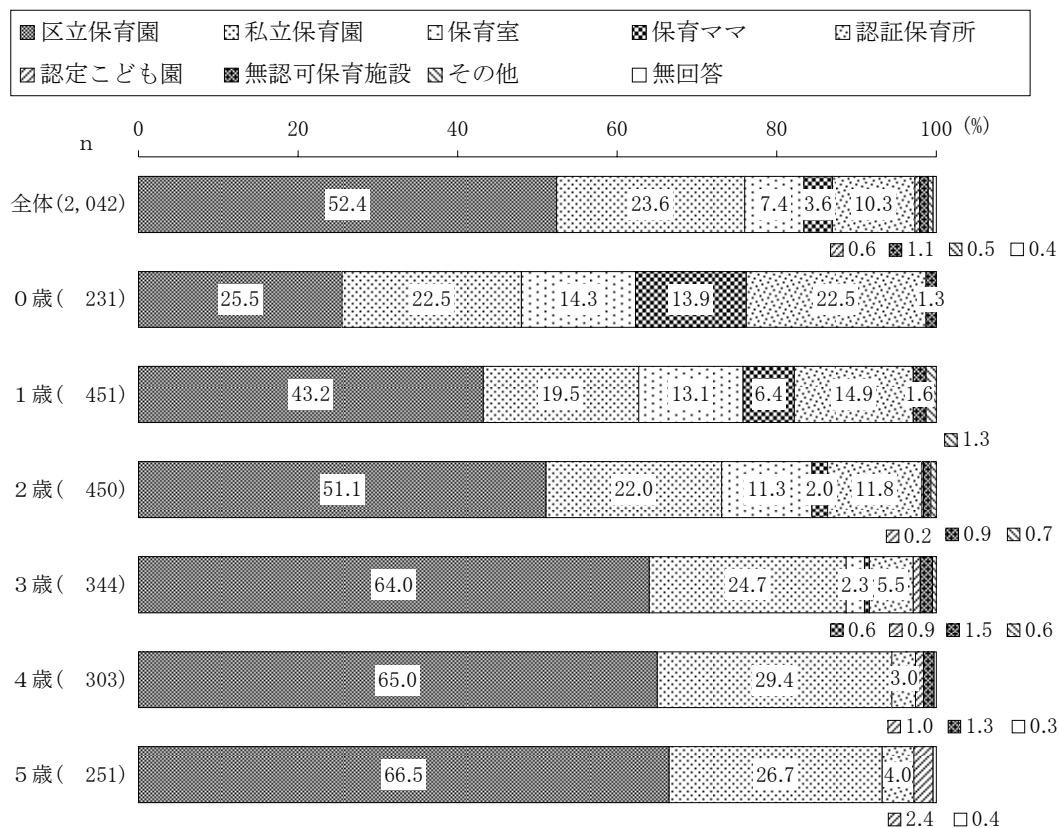 区立保育園 私立保育園 保育室 保育ママ 認証保育所
認定こども園 無認可保育施設 その他 無回答
0 20 40 60 80 100 (%)
n
全体(2,042) 52.4 23.6 7.4 3.6 10.3
0.6 1.1 0.5 0.4
0歳( 231) 25.5 22.5 14.3 13.9 22.5 1.3
1歳( 451) 43.2 19.5 13.1 6.4 14.9 1.6
1.3
2歳( 450) 51.1 22.0 11.3 2.0 11.8
0.2 0.9 0.7
3歳( 344) 64.0 24.7 2.3 5.5
0.6 0.9 1.5 0.6
4歳( 303) 65.0 29.4 3.0
1.0 1.3 0.3
5歳( 251) 66.5 26.7 4.0
2.4 0.4